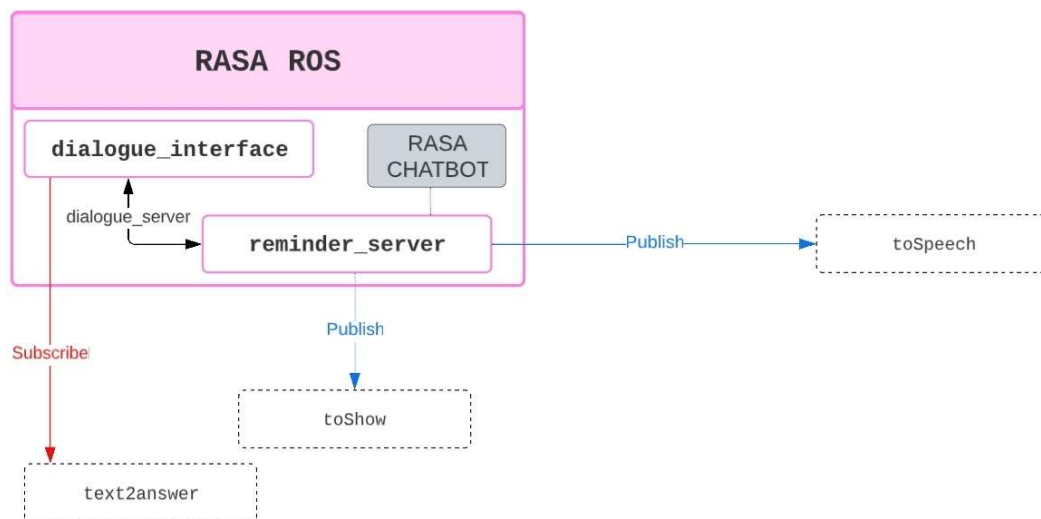 RASA ROS
dialogue_interface
RASA
CHATBOT
dialogue_server
reminder_server
Publish
toSpeech
Publish
Subscribe
toShow
text2answer